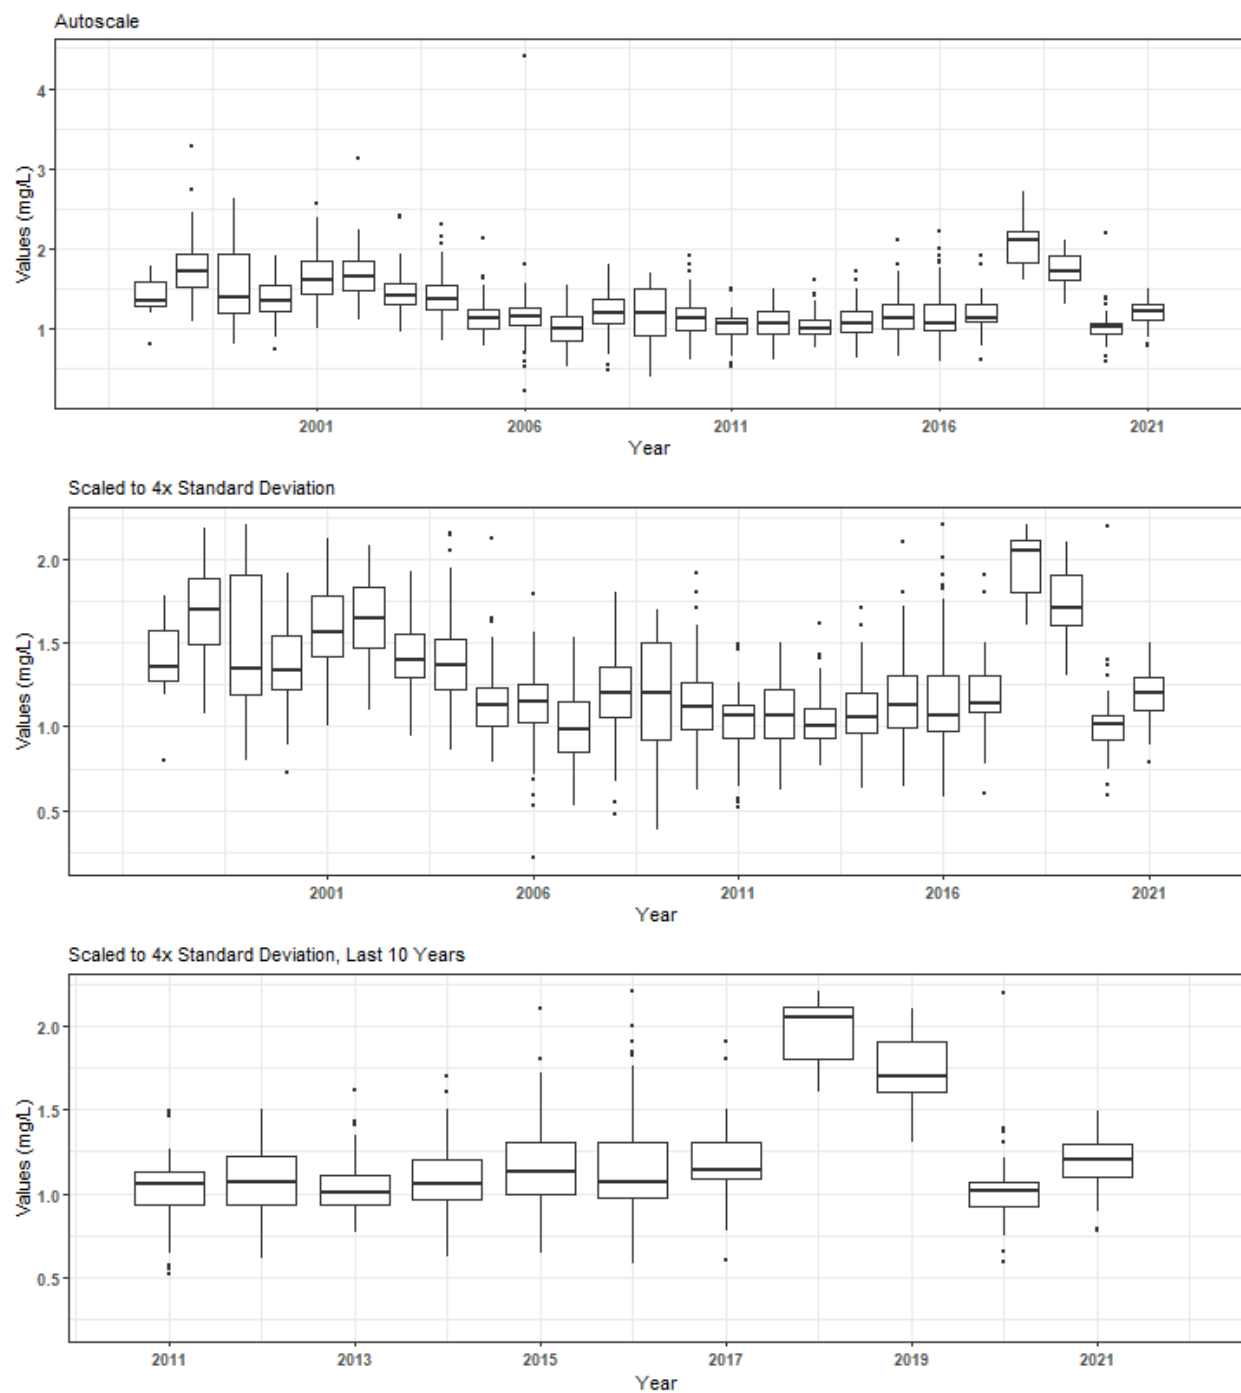 Autoscale
4
3
2
1
Values (mg/L)
2001 2006 2011 2016 2021
Year
Scaled to 4x Standard Deviation
2.0
1.5
1.0
0.5
Values (mg/L)
2001 2006 2011 2016 2021
Year
Scaled to 4x Standard Deviation, Last 10 Years
2.0
1.5
1.0
0.5
Values (mg/L)
2011 2013 2015 2017 2019 2021
Year